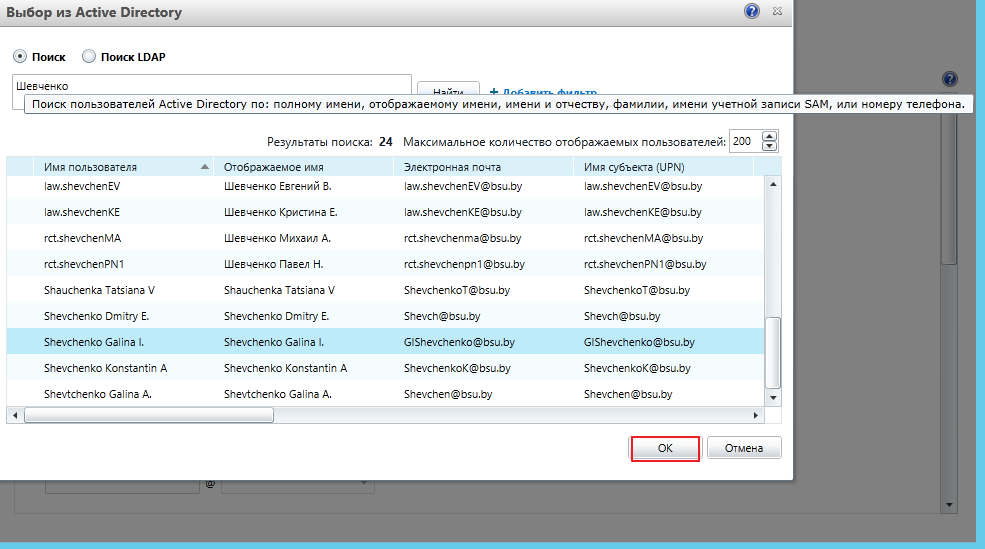 Выбор из Active Directory
Поиск Поиск LDAP
Шевченко
Найти + Добавить фильтр
Поиск пользователей Active Directory по: полному имени, отображаемому имени, имени и отчеству, фамилии, имени учетной записи SAM, или номеру телефона.
Результаты поиска: 24 Максимальное количество отображаемых пользователей: 200
Имя пользователя Отображаемое имя Электронная почта Имя субъекта (UPN)
law.shevchenEV Шевченко Евгений В. law.shevchenEV@bsu.by law.shevchenEV@bsu.by
law.shevchenKE Шевченко Кристина Е. law.shevchenKE@bsu.by law.shevchenKE@bsu.by
rct.shevchenMA Шевченко Михаил А. rct.shevchenma@bsu.by rct.shevchenMA@bsu.by
rct.shevchenPN1 Шевченко Павел Н. rct.shevchenpn1@bsu.by rct.shevchenPN1@bsu.by
Shauchenka Tatsiana V Shauchenka Tatsiana V ShevchenkoT@bsu.by ShevchenkoT@bsu.by
Shevchenko Dmitry E. Shevchenko Dmitry E. Shevch@bsu.by Shevch@bsu.by
Shevchenko Galina I. Shevchenko Galina I. GIShevchenko@bsu.by GIShevchenko@bsu.by
Shevchenko Konstantin A Shevchenko Konstantin A ShevchenkoK@bsu.by ShevchenkoK@bsu.by
Shevtchenko Galina A. Shevtchenko Galina A. Shevchen@bsu.by Shevchen@bsu.by
ОК Отмена
@